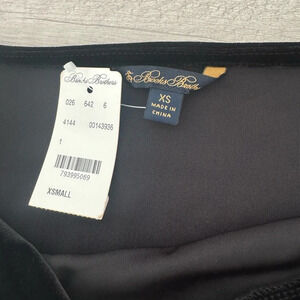 Brooks Brothers
026 642 6
4144 00143936
1
793995069
XSMALL
Brooks Brothers
XS
MADE IN
CHINA